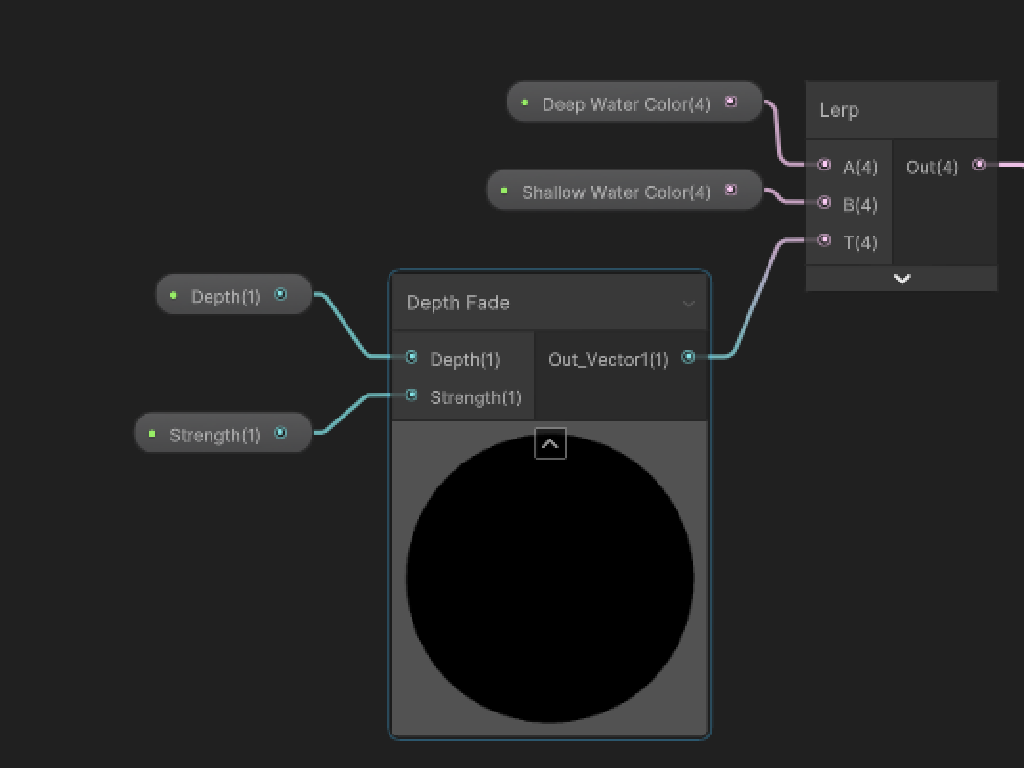 Deep Water Color(4)
Lerp
A(4)
Out(4)
Shallow Water Color(4)
B(4)
T(4)
Depth(1)
Depth Fade
Depth(1)
Out_Vector1(1)
Strength(1)
Strength(1)